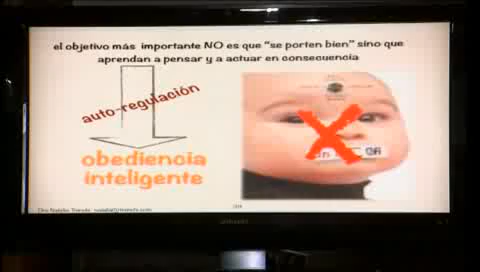 el objetivo más importante NO es que "se porten bien" sino que
aprendan a pensar y a actuar en consecuencia
auto-regulación
obediencia
inteligente